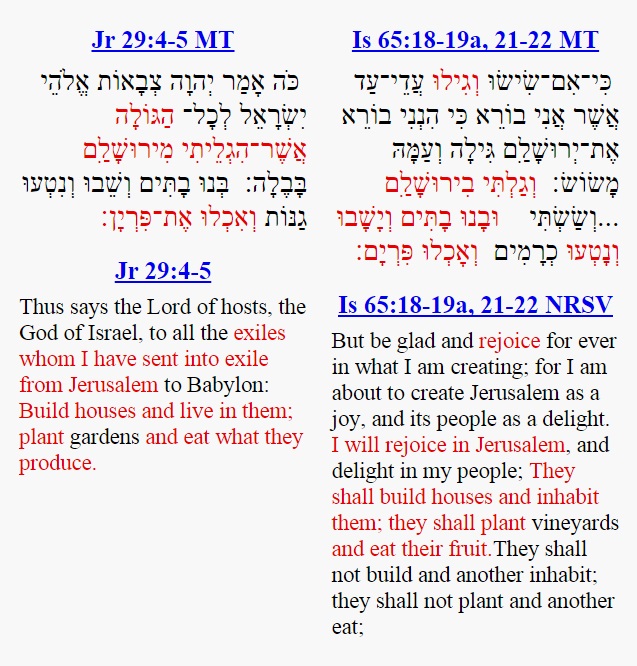 Jr 29:4-5 MT
כֹּה אָמַר יְהוָה צְבָאוֹת אֱלֹהֵי
יִשְׂרָאֵל לְכָל־ הַגּוֹלָה
אֲשֶׁר־הִגְלֵיתִי מִירוּשָׁלִַם
בָּבֶלָה׃ בְּנוּ בָתִּים וְשֵׁבוּ וְנִטְעוּ
גַנּוֹת וְאִכְלוּ אֶת־פִּרְיָן׃
Jr 29:4-5
Thus says the Lord of hosts, the
God of Israel, to all the exiles
whom I have sent into exile
from Jerusalem to Babylon:
Build houses and live in them;
plant gardens and eat what they
produce.
Is 65:18-19a, 21-22 MT
כִּי־אִם־שִׂישׂוּ וְגִילוּ עֲדֵי־עַד
אֲשֶׁר אֲנִי בוֹרֵא כִּי הִנְנִי בוֹרֵא
אֶת־יְרוּשָׁלִַם גִּילָה וְעַמָּהּ
מָשׂוֹשׂ׃ וְגַלְתִּי בִירוּשָׁלִַם
וְשַׂשְׂתִּי... וּבָנוּ בָתִּים וְיָשָׁבוּ
וְנָטְעוּ כְרָמִים וְאָכְלוּ פִּרְיָם׃
Is 65:18-19a, 21-22 NRSV
But be glad and rejoice for ever
in what I am creating; for I am
about to create Jerusalem as a
joy, and its people as a delight.
I will rejoice in Jerusalem, and
delight in my people; They
shall build houses and inhabit
them; they shall plant vineyards
and eat their fruit.They shall
not build and another inhabit;
they shall not plant and another
eat;